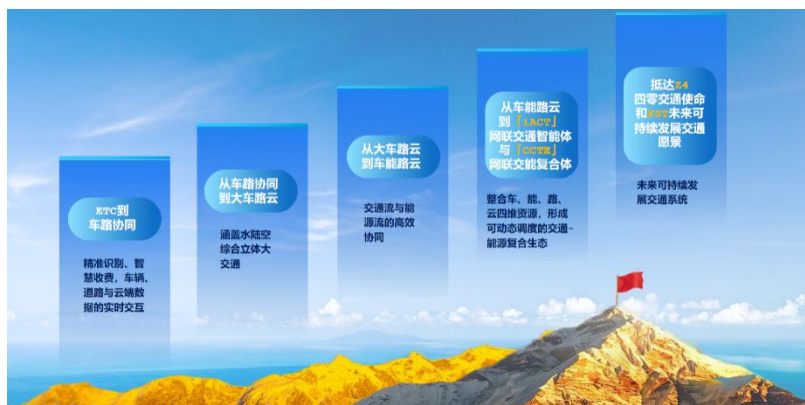 ETC到
车路协同
精准识别、智
慧收费，车辆、
道路与云端数
据的实时交互
从车路协同
到大车路云
涵盖水陆空
综合立体大
交通
从大车路云
到车能路云
交通流与能
源流的高效
协同
从车能路云
到「iACT」
网联交通智能体
与「CCTE」
网联交能复合体
整合车、能、路、
云四维资源，形成
可动态调度的交通-
能源复合生态
抵达Z4
四零交通使命
和FST未来可
持续发展交通
愿景
未来可持续发
展交通系统